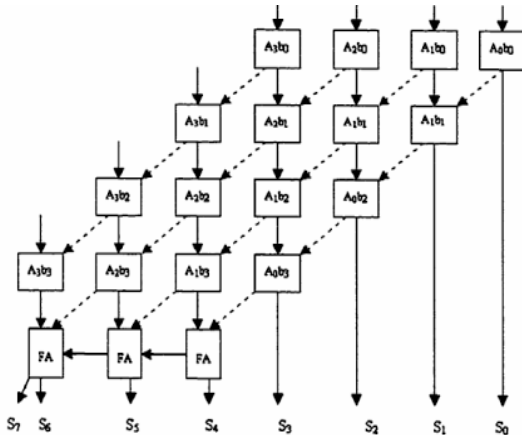 A3b0 A2b0 A1b0 A0b0
A3b1 A2b1 A1b1 A1b1
A3b2 A2b2 A1b2 A0b2
A3b3 A2b3 A1b3 A0b3
FA FA FA
S7 S6 S5 S4 S3 S2 S1 S0